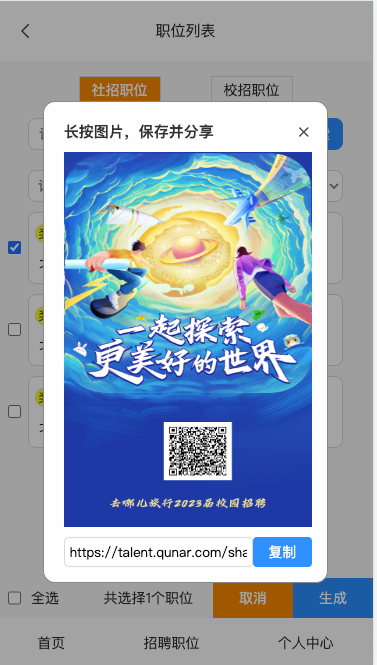 职位列表
社招职位
校招职位
长按图片，保存并分享
一起探索
更美好的世界
去哪儿旅行2023届校园招聘
https://talent.qunar.com/sha
复制
全选
共选择1个职位
取消
生成
首页
招聘职位
个人中心